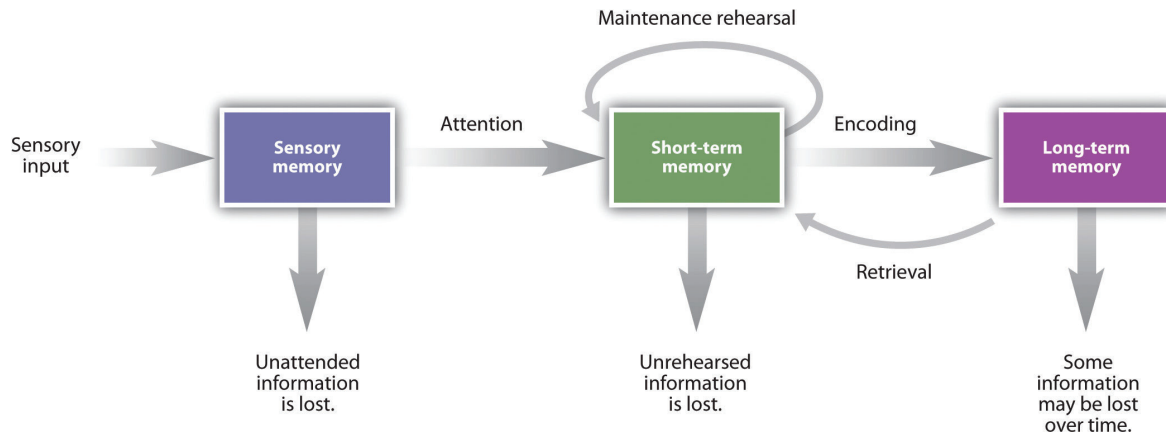 Maintenance rehearsal
Sensory
input
Sensory
memory
Attention
Short-term
memory
Encoding
Long-term
memory
Retrieval
Unattended
information
is lost.
Unrehearsed
information
is lost.
Some
information
may be lost
over time.